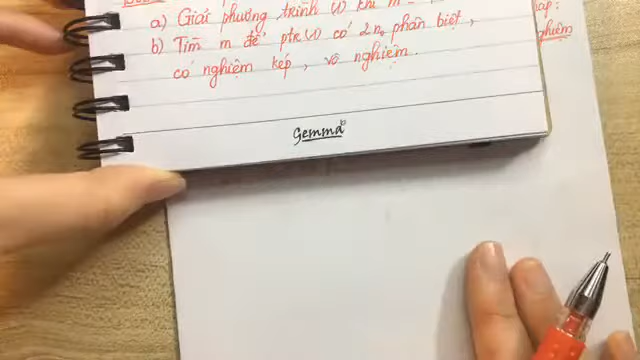 a) Giải phương trình (1) khi m
b) Tìm m để ptr (1) có 2 n₀ phân biệt,
có nghiệm kép, vô nghiệm.
nghiệm
Gemma